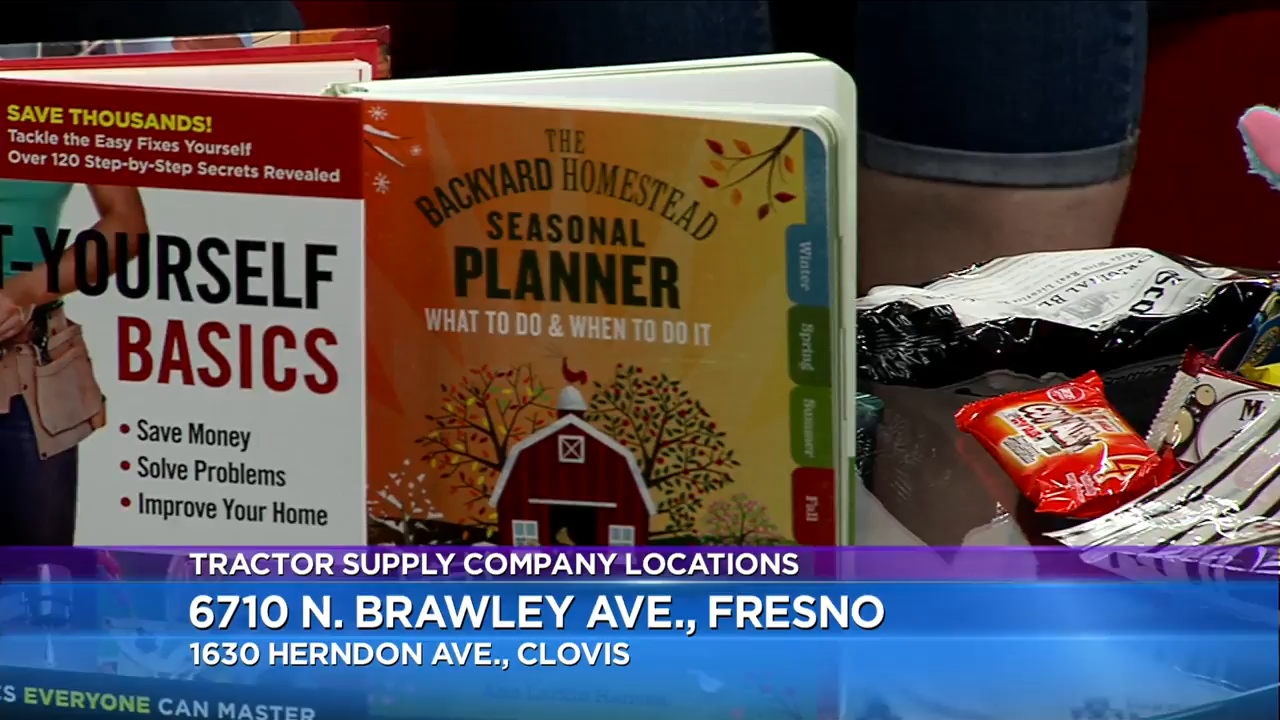 SAVE THOUSANDS!
Tackle the Easy Fixes Yourself
Over 120 Step-by-Step Secrets Revealed
T-YOURSELF
BASICS
• Save Money
• Solve Problems
• Improve Your Home
THE
BACKYARD HOMESTEAD
SEASONAL
PLANNER
WHAT TO DO & WHEN TO DO IT
Winter
Spring
Summer
Fall
TRACTOR SUPPLY COMPANY LOCATIONS
6710 N. BRAWLEY AVE., FRESNO
1630 HERNDON AVE., CLOVIS
CS EVERYONE CAN MASTER